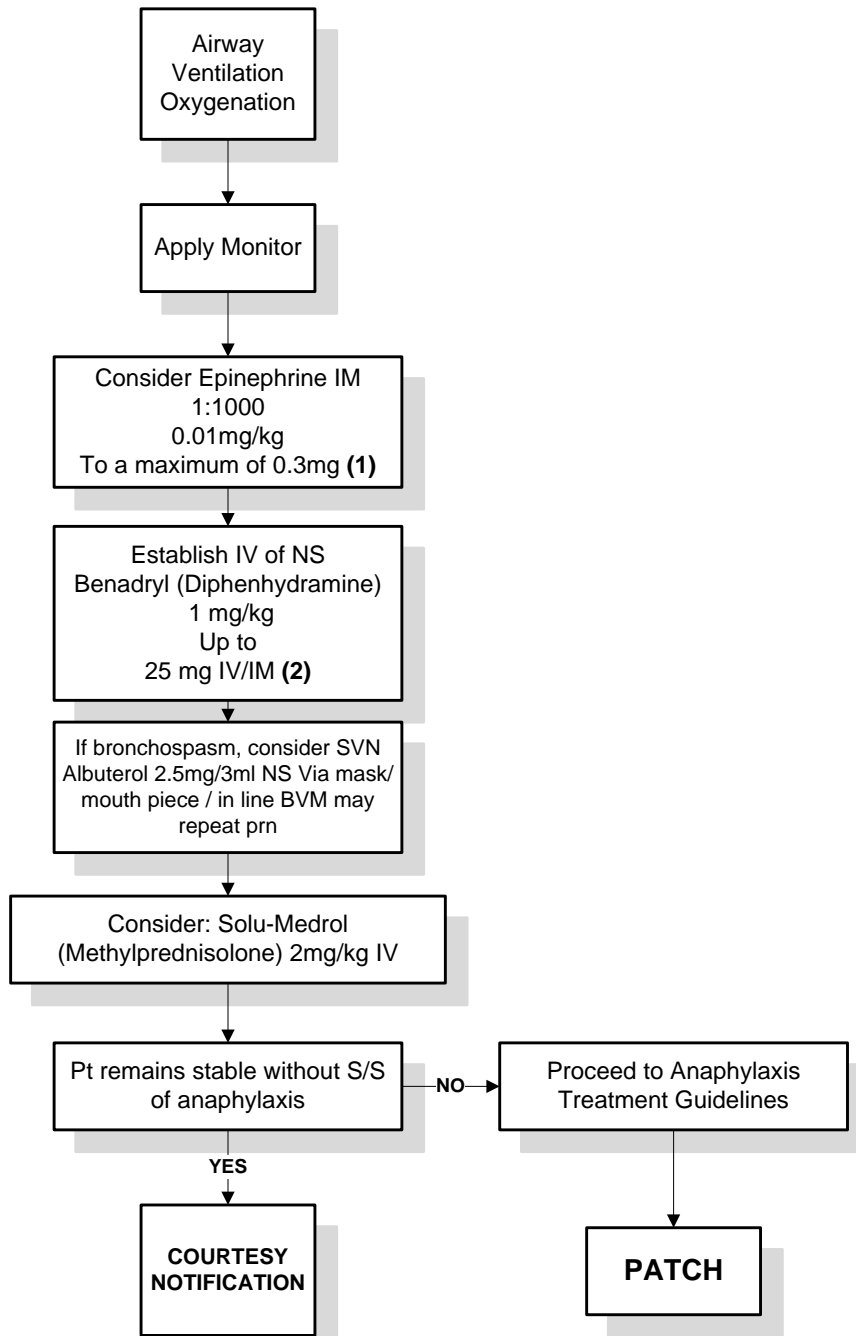 Airway
Ventilation
Oxygenation
Apply Monitor
Consider Epinephrine IM
1:1000
0.01mg/kg
To a maximum of 0.3mg (1)
Establish IV of NS
Benadryl (Diphenhydramine)
1 mg/kg
Up to
25 mg IV/IM (2)
If bronchospasm, consider SVN
Albuterol 2.5mg/3ml NS Via mask/
mouth piece / in line BVM may
repeat prn
Consider: Solu-Medrol
(Methylprednisolone) 2mg/kg IV
Pt remains stable without S/S
of anaphylaxis
NO
Proceed to Anaphylaxis
Treatment Guidelines
YES
COURTESY
NOTIFICATION
PATCH